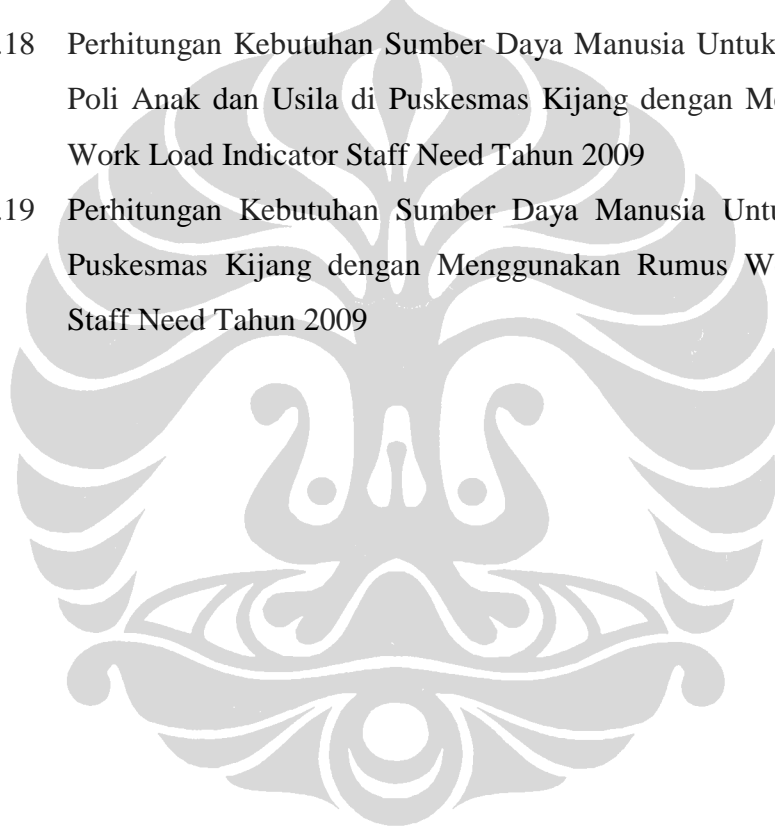 .18 Perhitungan Kebutuhan Sumber Daya Manusia Untuk
Poli Anak dan Usila di Puskesmas Kijang dengan
Work Load Indicator Staff Need Tahun 2009
.19 Perhitungan Kebutuhan Sumber Daya Manusia
Puskesmas Kijang dengan Menggunakan Rumus
Staff Need Tahun 2009